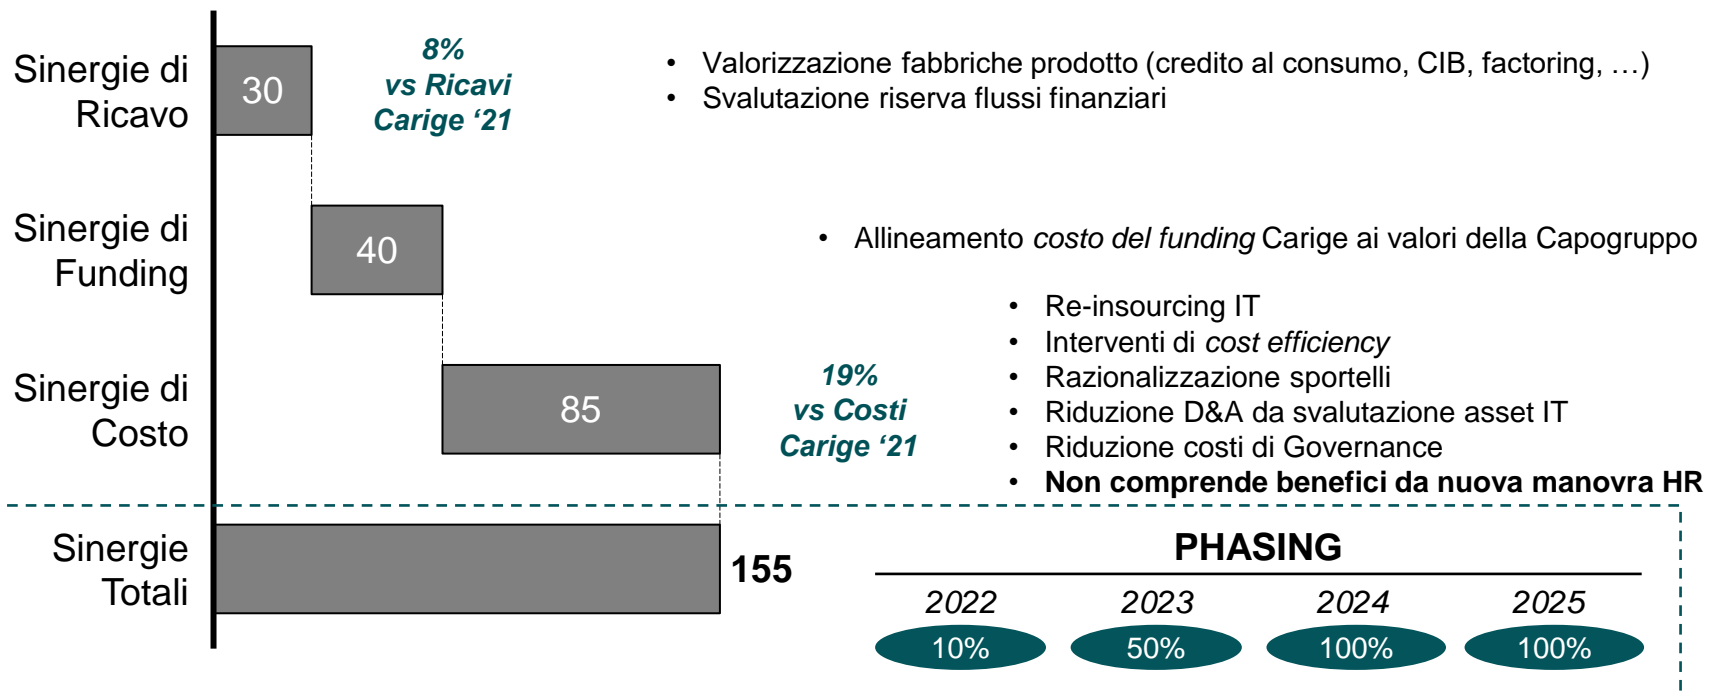 Sinergie di
Ricavo
30
8%
vs Ricavi
Carige ‘21
• Valorizzazione fabbriche prodotto (credito al consumo, CIB, factoring, …)
• Svalutazione riserva flussi finanziari
Sinergie di
Funding
40
• Allineamento costo del funding Carige ai valori della Capogruppo
Sinergie di
Costo
85
19%
vs Costi
Carige ‘21
• Re-insourcing IT
• Interventi di cost efficiency
• Razionalizzazione sportelli
• Riduzione D&A da svalutazione asset IT
• Riduzione costi di Governance
• Non comprende benefici da nuova manovra HR
Sinergie
Totali
155
PHASING
2022 2023 2024 2025
10% 50% 100% 100%